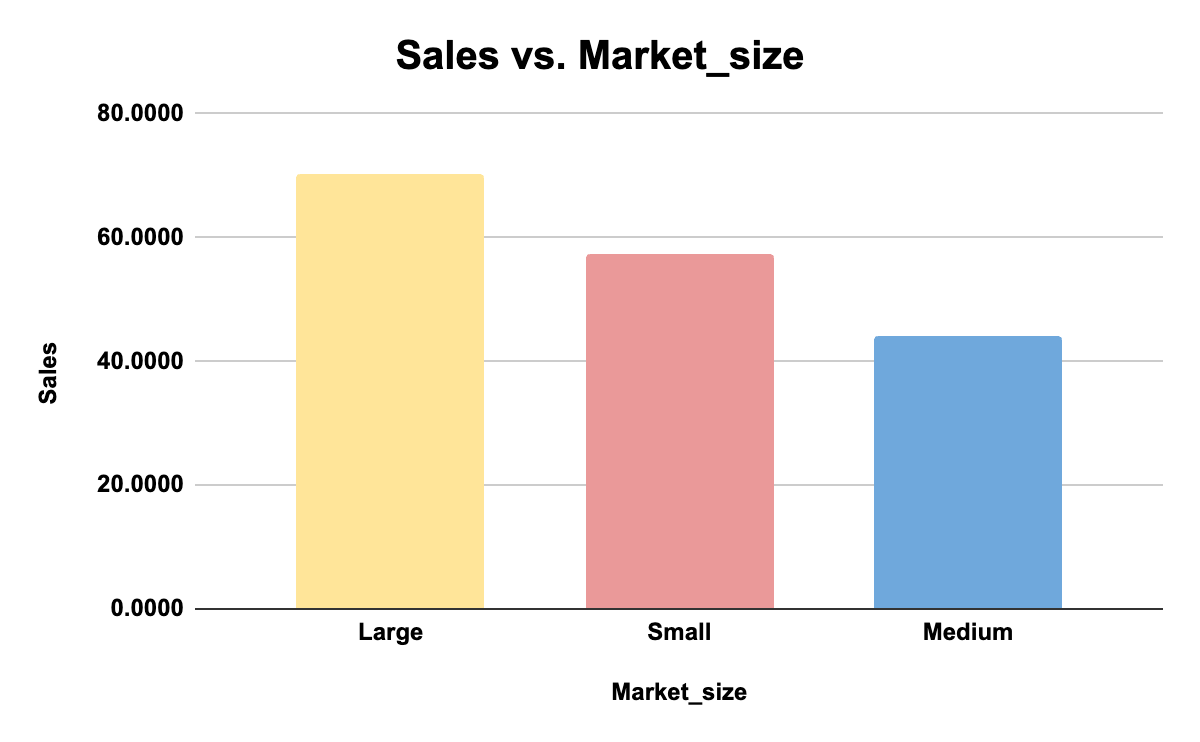 Sales vs. Market_size
80.0000
60.0000
40.0000
20.0000
0.0000
Sales
Large Small Medium
Market_size